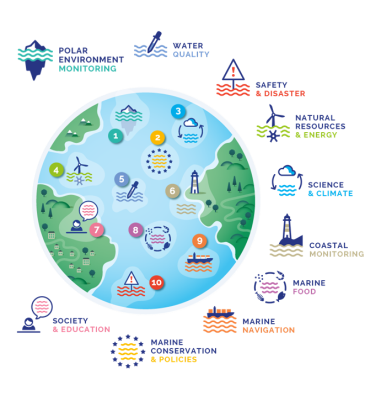 POLAR
ENVIRONMENT
MONITORING
WATER
QUALITY
SAFETY
& DISASTER
NATURAL
RESOURCES
& ENERGY
SCIENCE
& CLIMATE
COASTAL
MONITORING
MARINE
FOOD
MARINE
NAVIGATION
MARINE
CONSERVATION
& POLICIES
SOCIETY
& EDUCATION
1
2
3
4
5
6
7
8
9
10